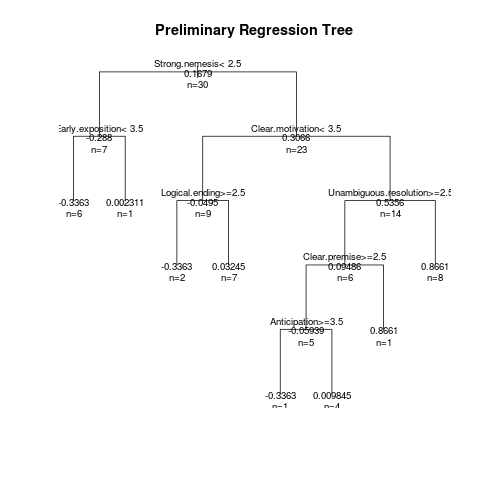 Preliminary Regression Tree
Strong.nemesis< 2.5
0.1679
n=30
Early.exposition< 3.5
-0.288
n=7
Clear.motivation< 3.5
0.3066
n=23
-0.3363
n=6
0.002311
n=1
Logical.ending>=2.5
-0.0495
n=9
Unambiguous.resolution>=2.5
0.5356
n=14
-0.3363
n=2
0.03245
n=7
Clear.premise>=2.5
0.09486
n=6
0.8661
n=8
Anticipation>=3.5
-0.05939
n=5
0.8661
n=1
-0.3363
n=1
0.009845
n=4